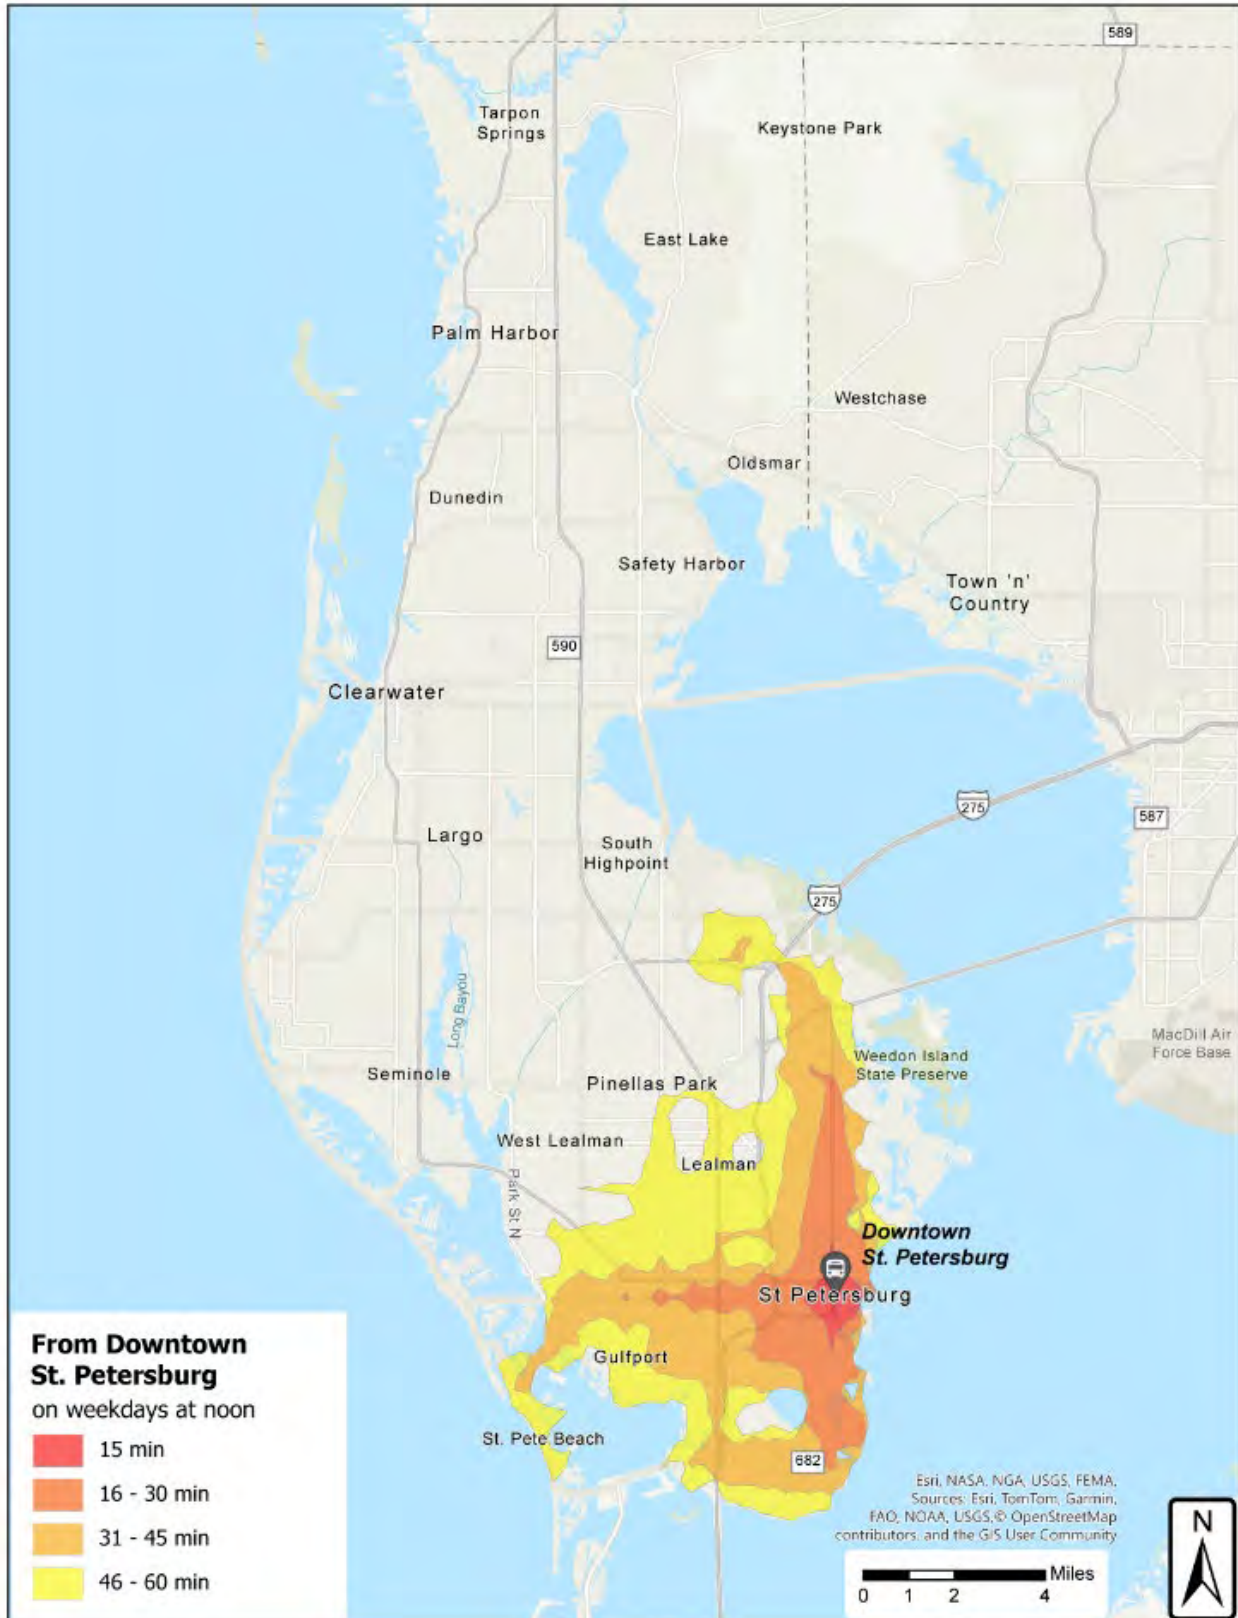 589
Tarpon
Springs
Keystone Park
East Lake
Palm Harbor
Westchase
Oldsmar
Dunedin
Safety Harbor
Town 'n'
Country
590
Clearwater
275
587
Largo
South
Highpoint
275
Long Bayou
MacDill Air
Force Base
Weedon Island
State Preserve
Seminole
Pinellas Park
West Lealman
Lealman
Park St N
Downtown
St. Petersburg
St Petersburg
Gulfport
St. Pete Beach
682
From Downtown
St. Petersburg
on weekdays at noon
15 min
16 - 30 min
31 - 45 min
46 - 60 min
Esri, NASA, NGA, USGS, FEMA,
Sources: Esri, TomTom, Garmin,
FAO, NOAA, USGS,© OpenStreetMap
contributors, and the GIS User Community
Miles
0 1 2 4
N